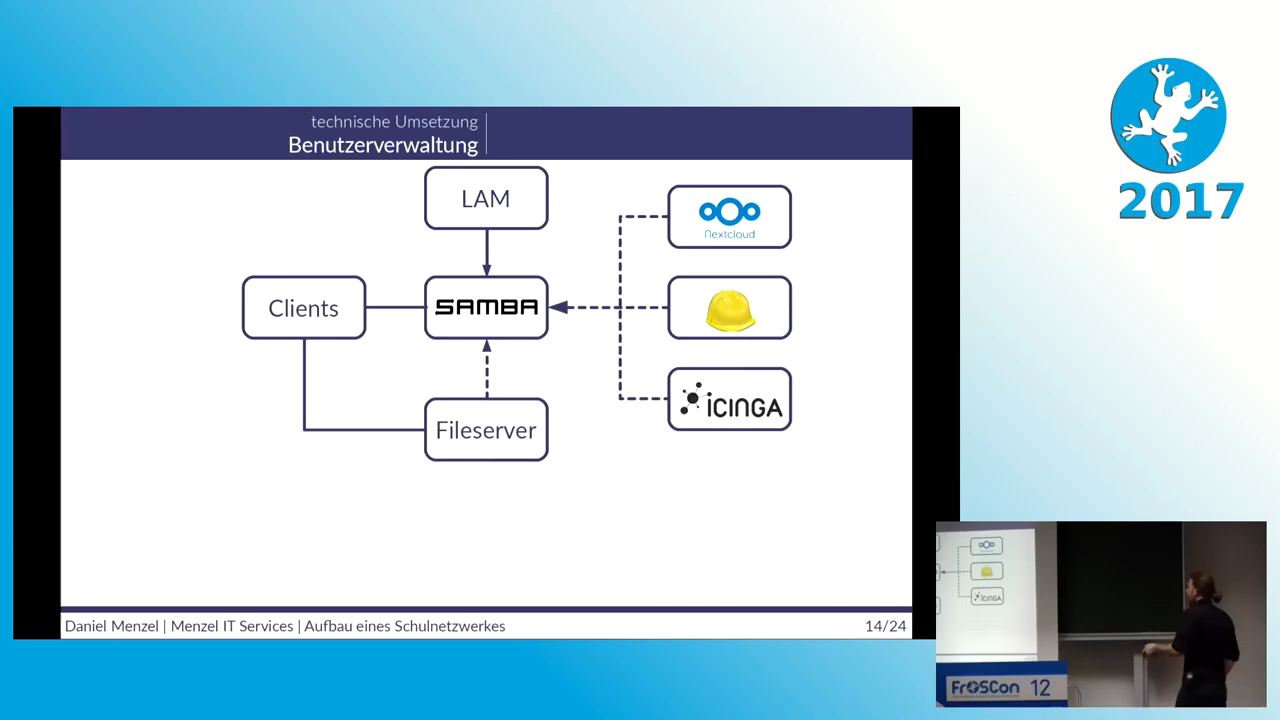 technische Umsetzung
Benutzerverwaltung
LAM
Nextcloud
Clients
SAMBA
ICINGA
Fileserver
Daniel Menzel | Menzel IT Services | Aufbau eines Schulnetzwerkes
14/24
2017
ICINGA
FrOSCon 12